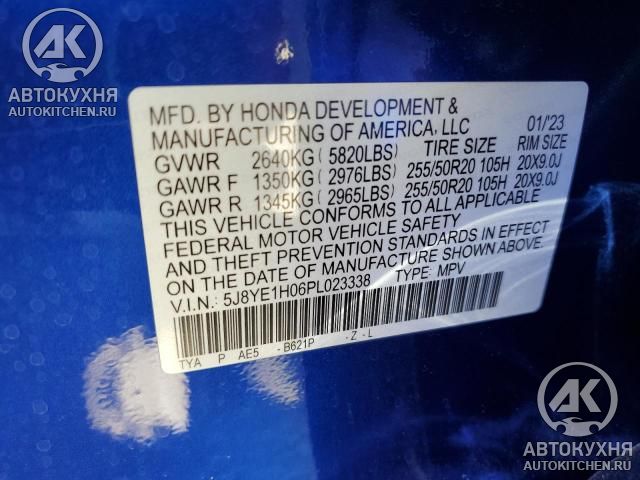 AK
АВТОКУХНЯ
AUTOKITCHEN.RU
MFD. BY HONDA DEVELOPMENT &
MANUFACTURING OF AMERICA, LLC 01/'23
GVWR 2640KG( 5820LBS) TIRE SIZE RIM SIZE
GAWR F 1350KG( 2976LBS) 255/50R20 105H 20X9.0J
GAWR R 1345KG( 2965LBS) 255/50R20 105H 20X9.0J
THIS VEHICLE CONFORMS TO ALL APPLICABLE
FEDERAL MOTOR VEHICLE SAFETY
AND THEFT PREVENTION STANDARDS IN EFFECT
ON THE DATE OF MANUFACTURE SHOWN ABOVE.
V.I.N.: 5J8YE1H06PL023338 TYPE: MPV
TYA P AE5 -B621P -Z -L
AK
АВТОКУХНЯ
AUTOKITCHEN.RU